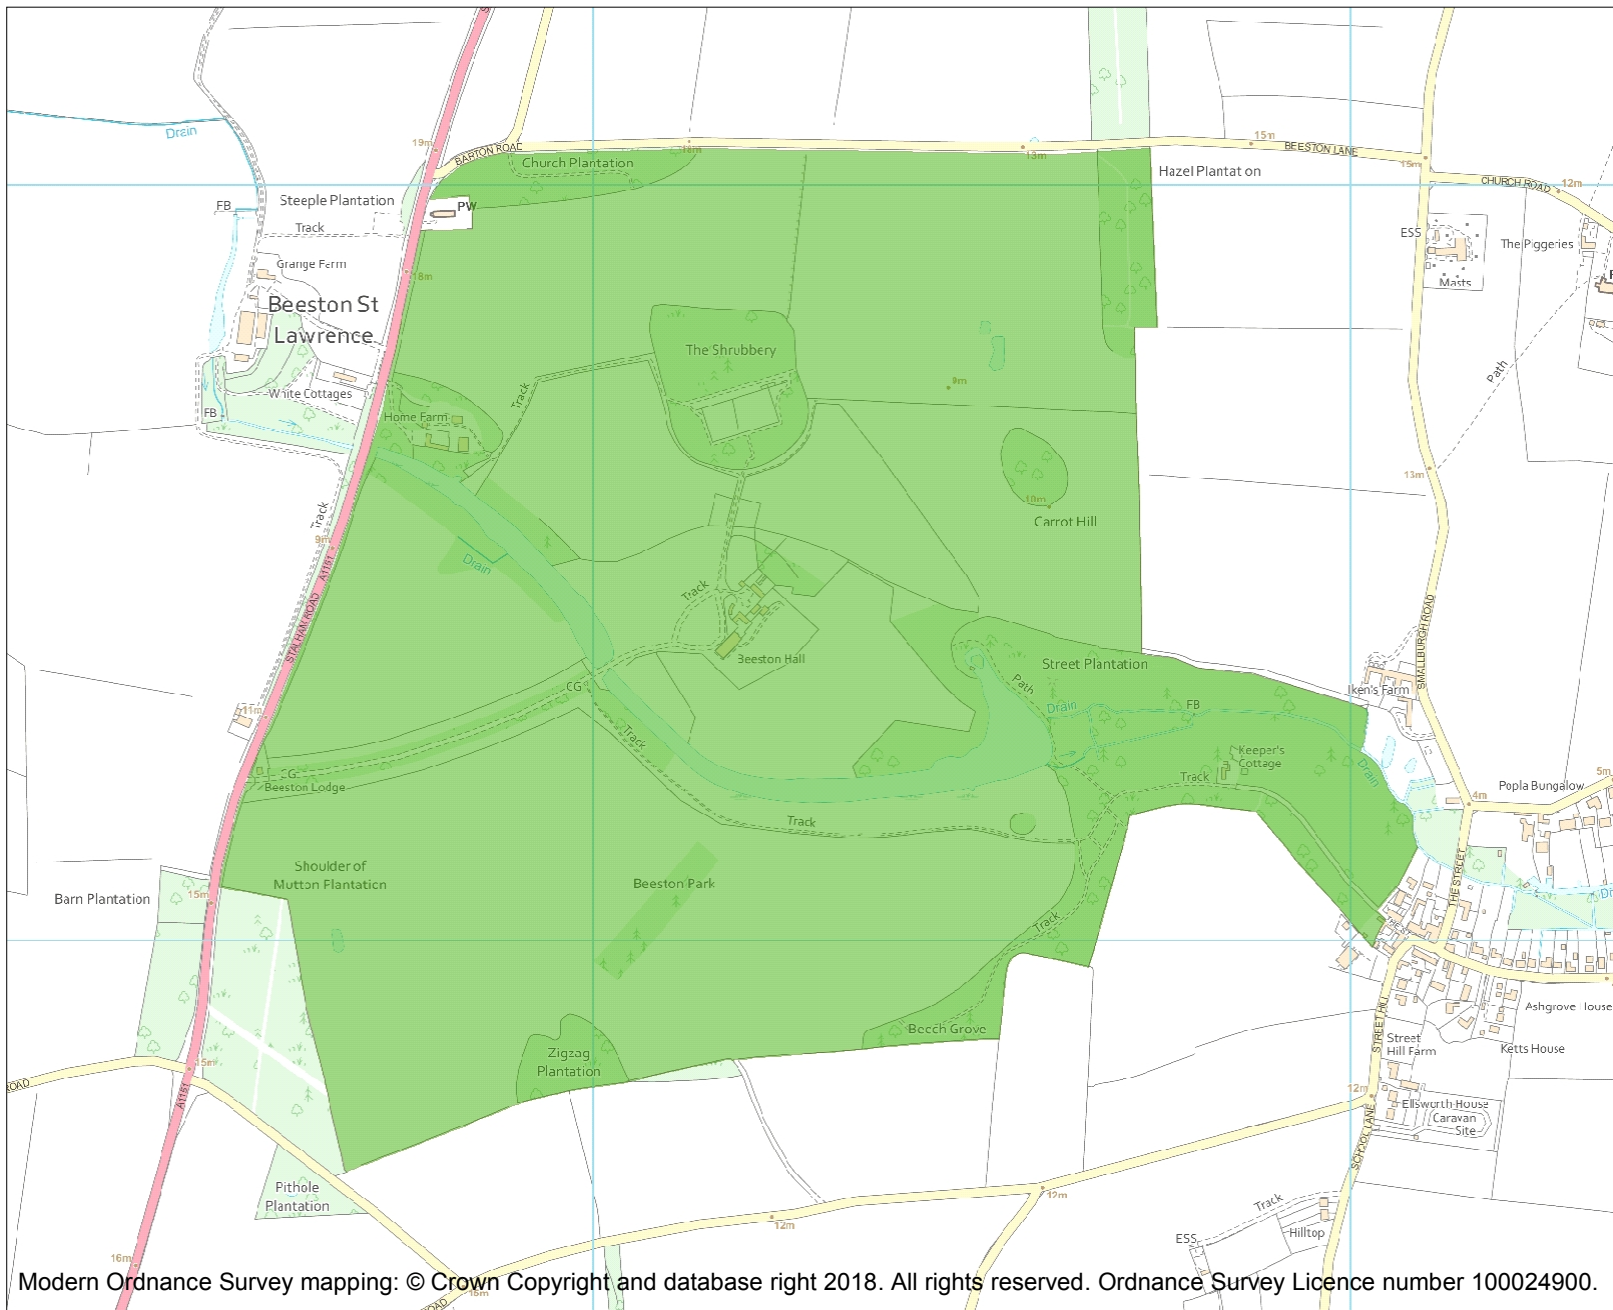 Drain
19m
BARTON ROAD
18m
13m
15m
BEESTON LANE
15m
CHURCH ROAD
12m
Church Plantation
Hazel Plantat on
Steeple Plantation
FB
PW
Track
ESS
The Piggeries
Grange Farm
18m
Masts
Beeston St
Lawrence
The Shrubbery
9m
Path
White Cottages
Track
FB
Home Farm
13m
10m
Carrot Hill
Track
9m
A1151
Drain
Track
STALHAM ROAD
SMALLBURGH ROAD
Beeston Hall
Street Plantation
CG
Path
Iken's Farm
11m
Drain
FB
Track
Keeper's
Cottage
Drain
CG
Beeston Lodge
Track
Popla Bungalow
5m
4m
Track
Shoulder of
Mutton Plantation
Beeston Park
THE STREET
Barn Plantation
15m
Track
Ashgrove House
Beech Grove
STREET HILL
Street
Hill Farm
Ketts House
Zigzag
Plantation
15m
ROAD
A1151
12m
Ellsworth House
Caravan
Site
SCHOOL LANE
Pithole
Plantation
12m
12m
Track
ESS
Hilltop
16m
16m
ROAD
Modern Ordnance Survey mapping: © Crown Copyright and database right 2018. All rights reserved. Ordnance Survey Licence number 100024900.